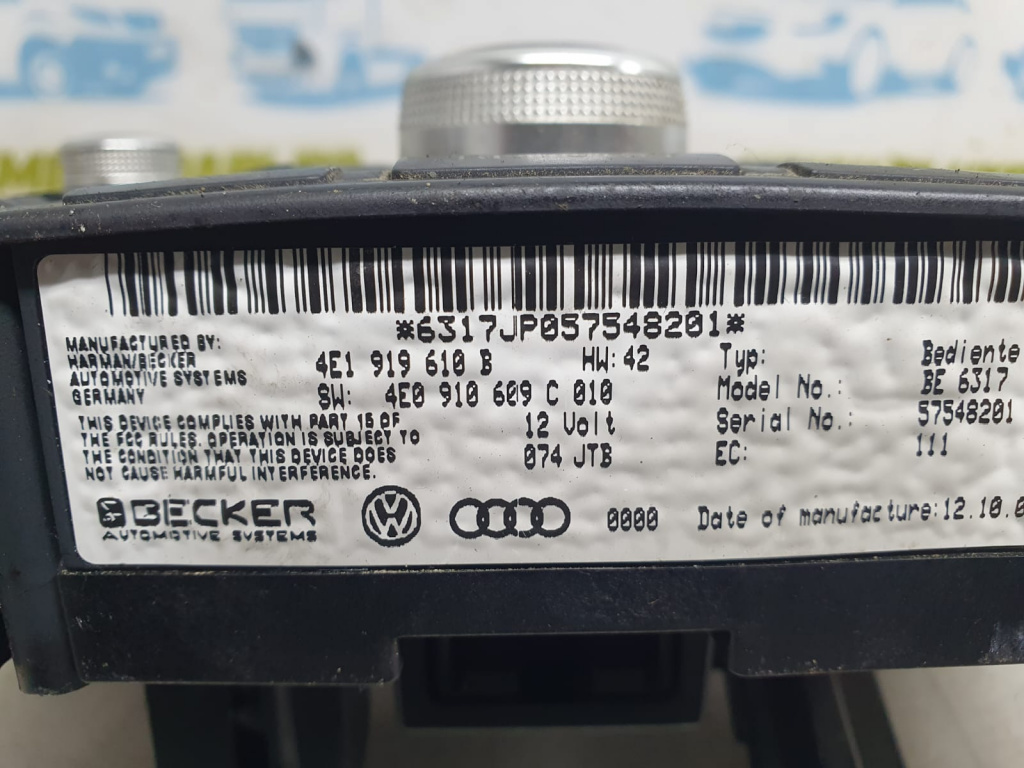 *6317JP057548201*
MANUFACTURED BY:
HARMAN/BECKER
AUTOMOTIVE SYSTEMS
GERMANY
4E1 919 610 B HW: 42
SW: 4E0 910 609 C 010
12 Volt
074 JTB
Typ: Bediente
Model No.: BE 6317
Serial No.: 57548201
EC: 111
THIS DEVICE COMPLIES WITH PART 15 OF
THE FCC RULES. OPERATION IS SUBJECT TO
THE CONDITION THAT THIS DEVICE DOES
NOT CAUSE HARMFUL INTERFERENCE.
BECKER
AUTOMOTIVE SYSTEMS
0000 Date of manufacture:12.10.0